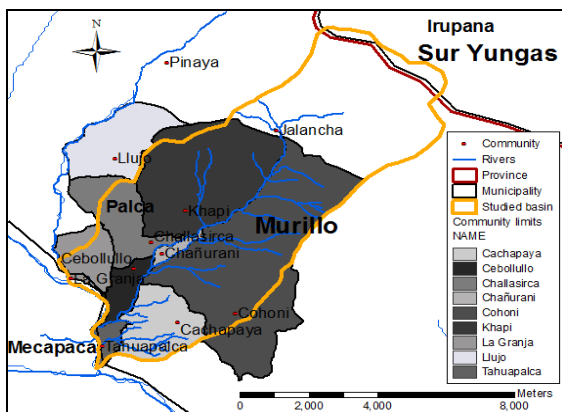 Irupana
Sur Yungas
N
Pinaya
Jalancha
Llujo
Palca
Khapi
Murillo
Challasirca
Chañurani
Cebollullo
La Granja
Cohoni
Cachapaya
Mecapaca
Tahuapalca
Community
Rivers
Province
Municipality
Studied basin
Community limits
NAME
Cachapaya
Cebollullo
Challasirca
Chañurani
Cohoni
Khapi
La Granja
Llujo
Tahuapalca
Meters
0 2,000 4,000 8,000